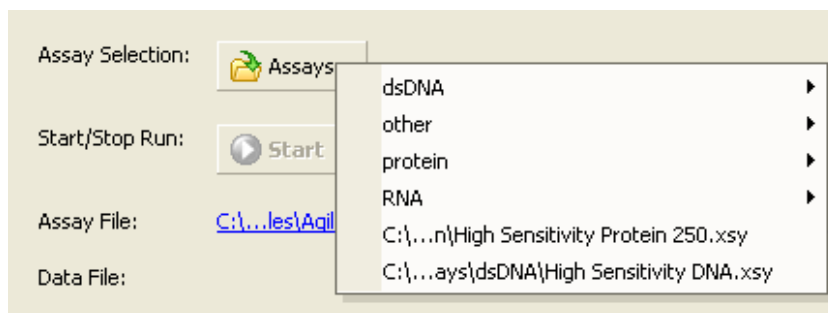 Assay Selection:
Assays
dsDNA
other
Start/Stop Run:
Start
protein
RNA
Assay File:
C:\...les\Agil
C:\...n\High Sensitivity Protein 250.xsy
Data File:
C:\...ays\dsDNA\High Sensitivity DNA.xsy